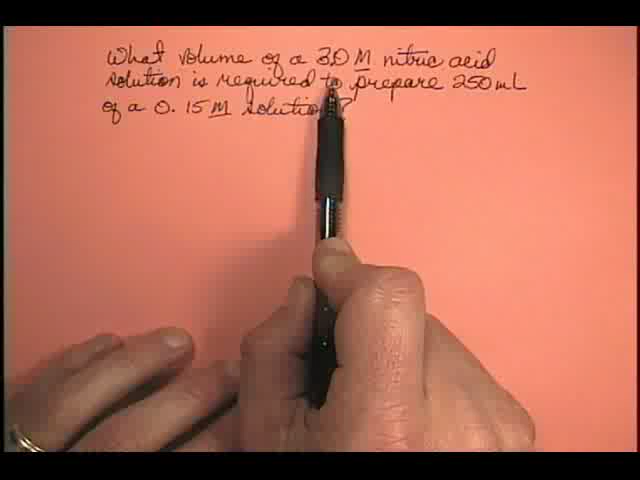 What volume of a 3.0 M nitric acid
solution is required to prepare 250 mL
of a 0.15 M solution?